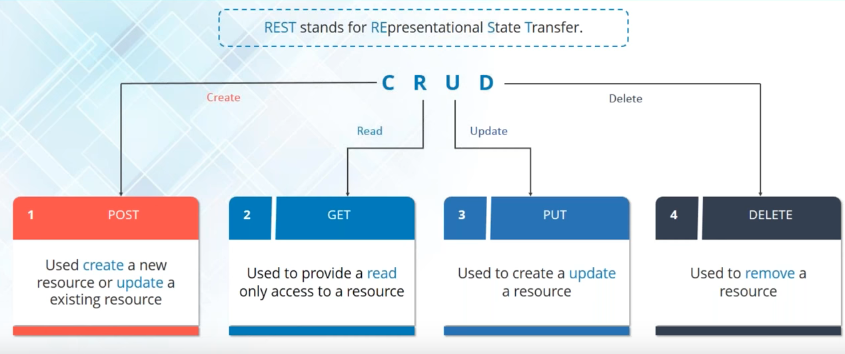 REST stands for REpresentational State Transfer.
C R U D
Create
Delete
Read
Update
1 POST
Used create a new
resource or update a
existing resource
2 GET
Used to provide a read
only access to a resource
3 PUT
Used to create a update
a resource
4 DELETE
Used to remove a
resource